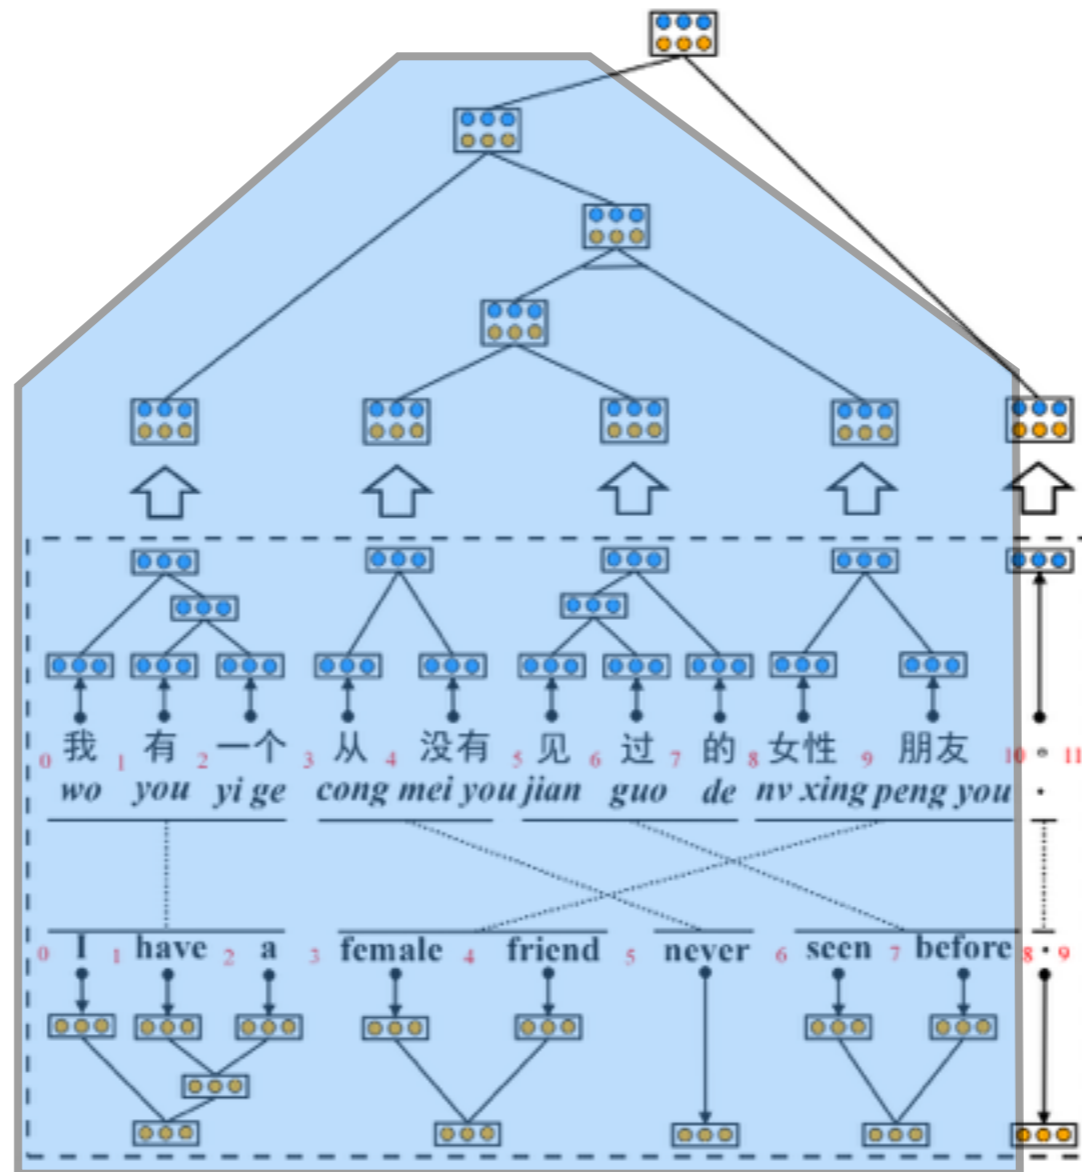 0 我 1 有 2 一个 3 从 4 没有 5 见 6 过 7 的 8 女性 9 朋友 10 。 11
wo you yi ge cong mei you jian guo de nv xing peng you .
0 I 1 have 2 a 3 female 4 friend 5 never 6 seen 7 before 8 . 9